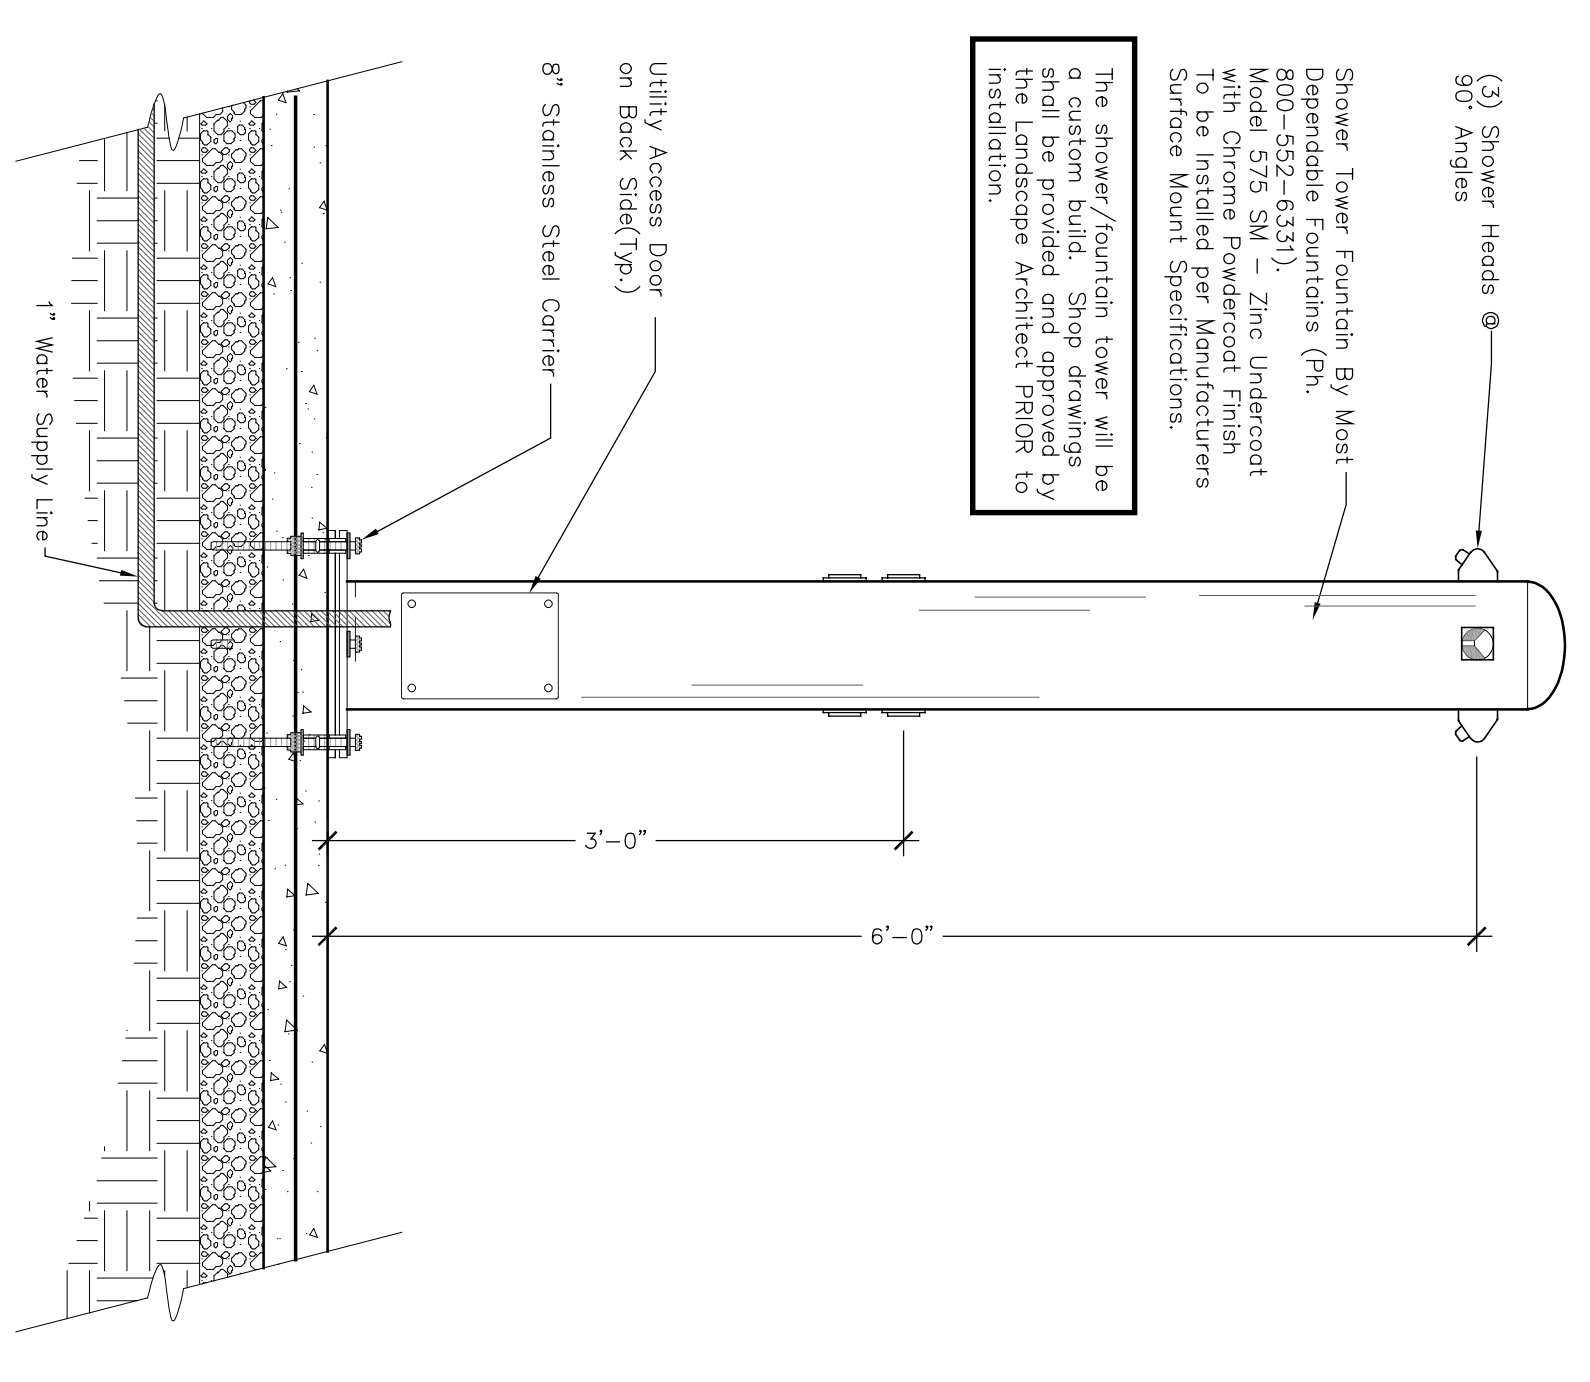 (3) Shower Heads @
90° Angles
Shower Tower Fountain By Most
Dependable Fountains (Ph.
800-552-6331).
Model 575 SM - Zinc Undercoat
with Chrome Powdercoat Finish
To be Installed per Manufacturers
Surface Mount Specifications.
The shower/fountain tower will be
a custom build. Shop drawings
shall be provided and approved by
the Landscape Architect PRIOR to
installation.
Utility Access Door
on Back Side(Typ.)
8" Stainless Steel Carrier
1" Water Supply Line
3'-0"
6'-0"